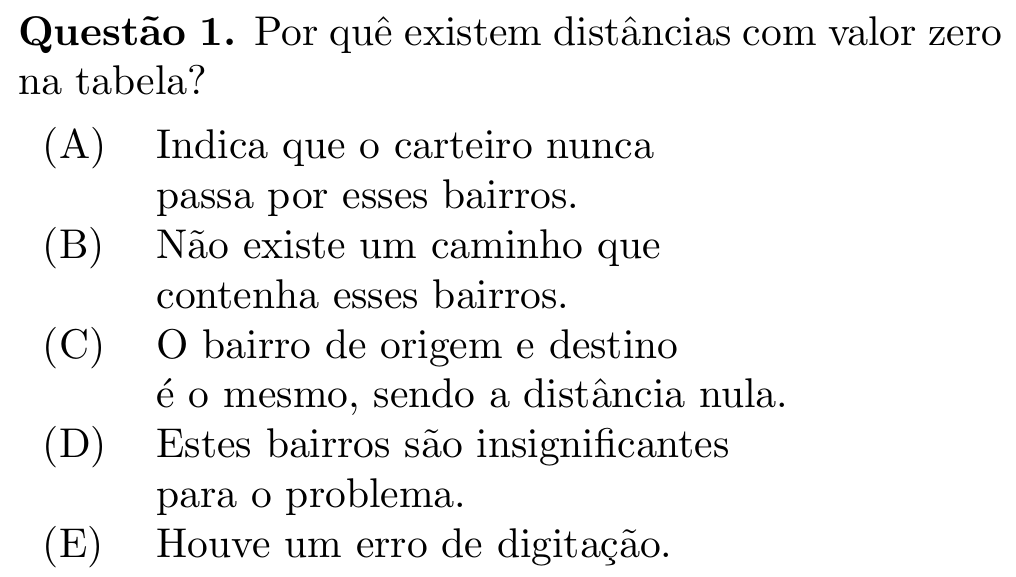 Questão 1. Por quê existem distâncias com valor zero
na tabela?
(A) Indica que o carteiro nunca
passa por esses bairros.
(B) Não existe um caminho que
contenha esses bairros.
(C) O bairro de origem e destino
é o mesmo, sendo a distância nula.
(D) Estes bairros são insignificantes
para o problema.
(E) Houve um erro de digitação.